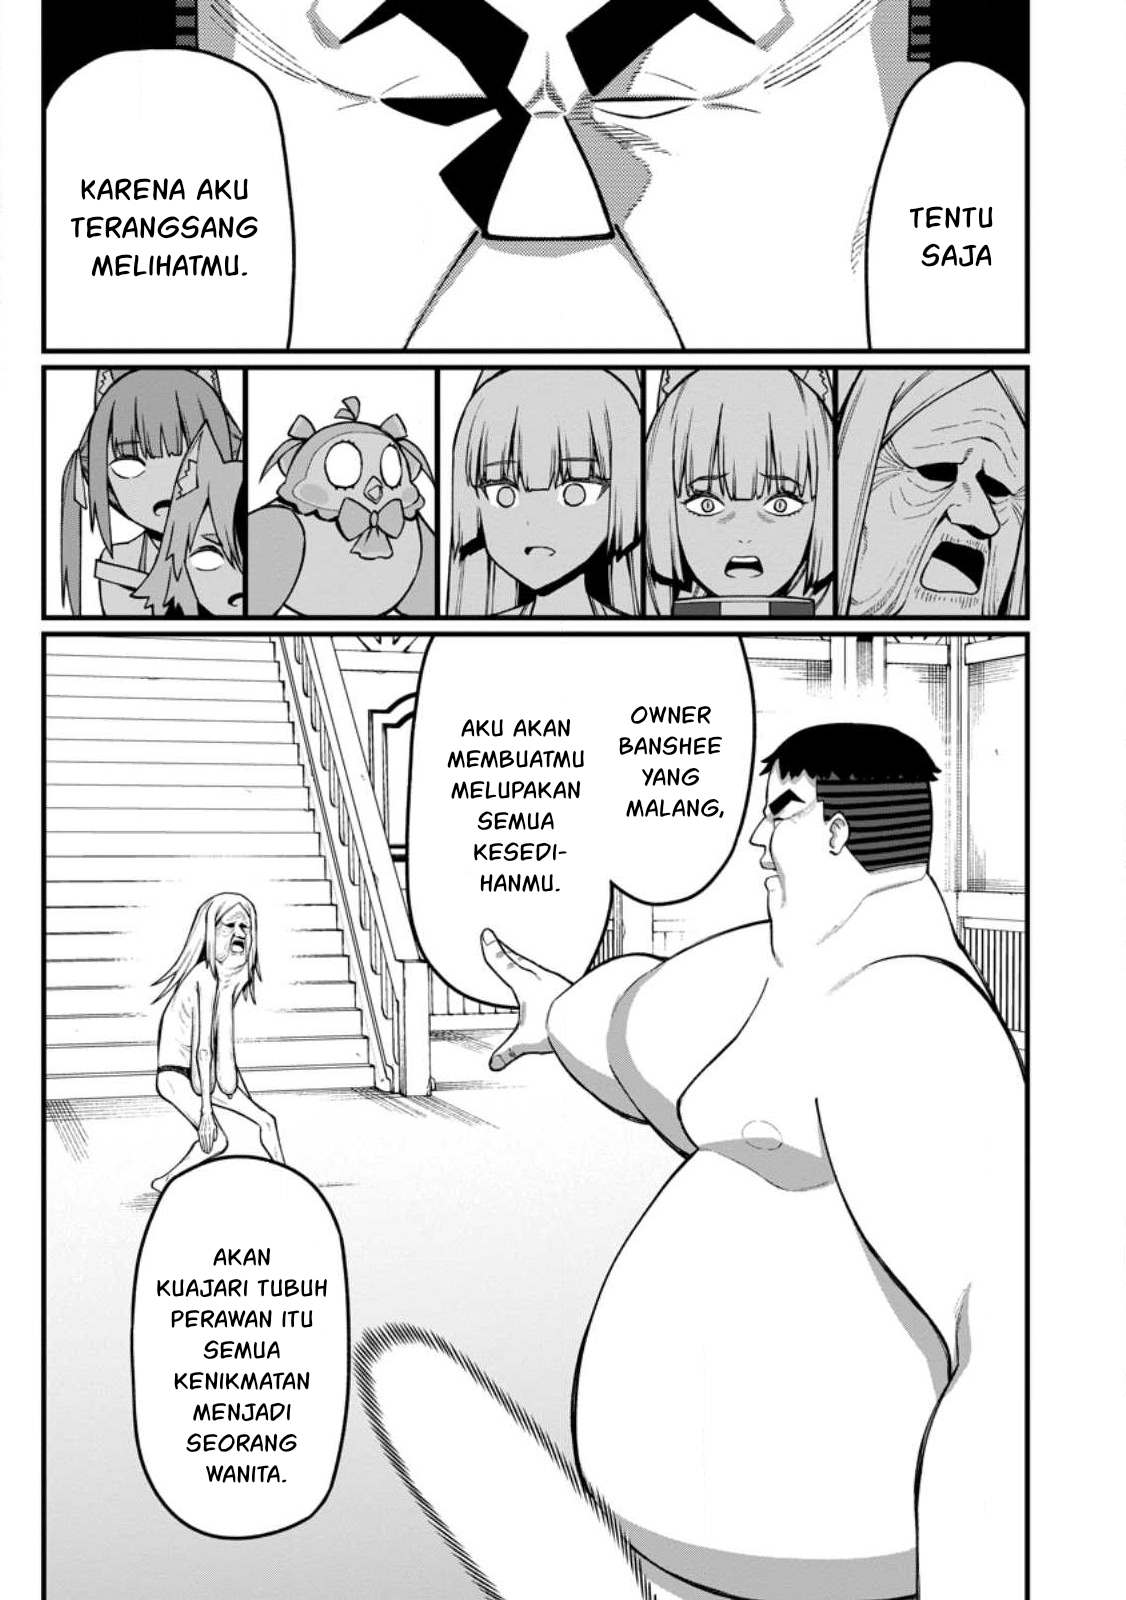 TENTU
SAJA
KARENA AKU
TERANGSANG
MELIHATMU.
OWNER
BANSHEE
YANG
MALANG,
AKU AKAN
MEMBUATMU
MELUPAKAN
SEMUA
KESEDI-
HANMU.
AKAN
KUAJARI TUBUH
PERAWAN ITU
SEMUA
KENIKMATAN
MENJADI
SEORANG
WANITA.